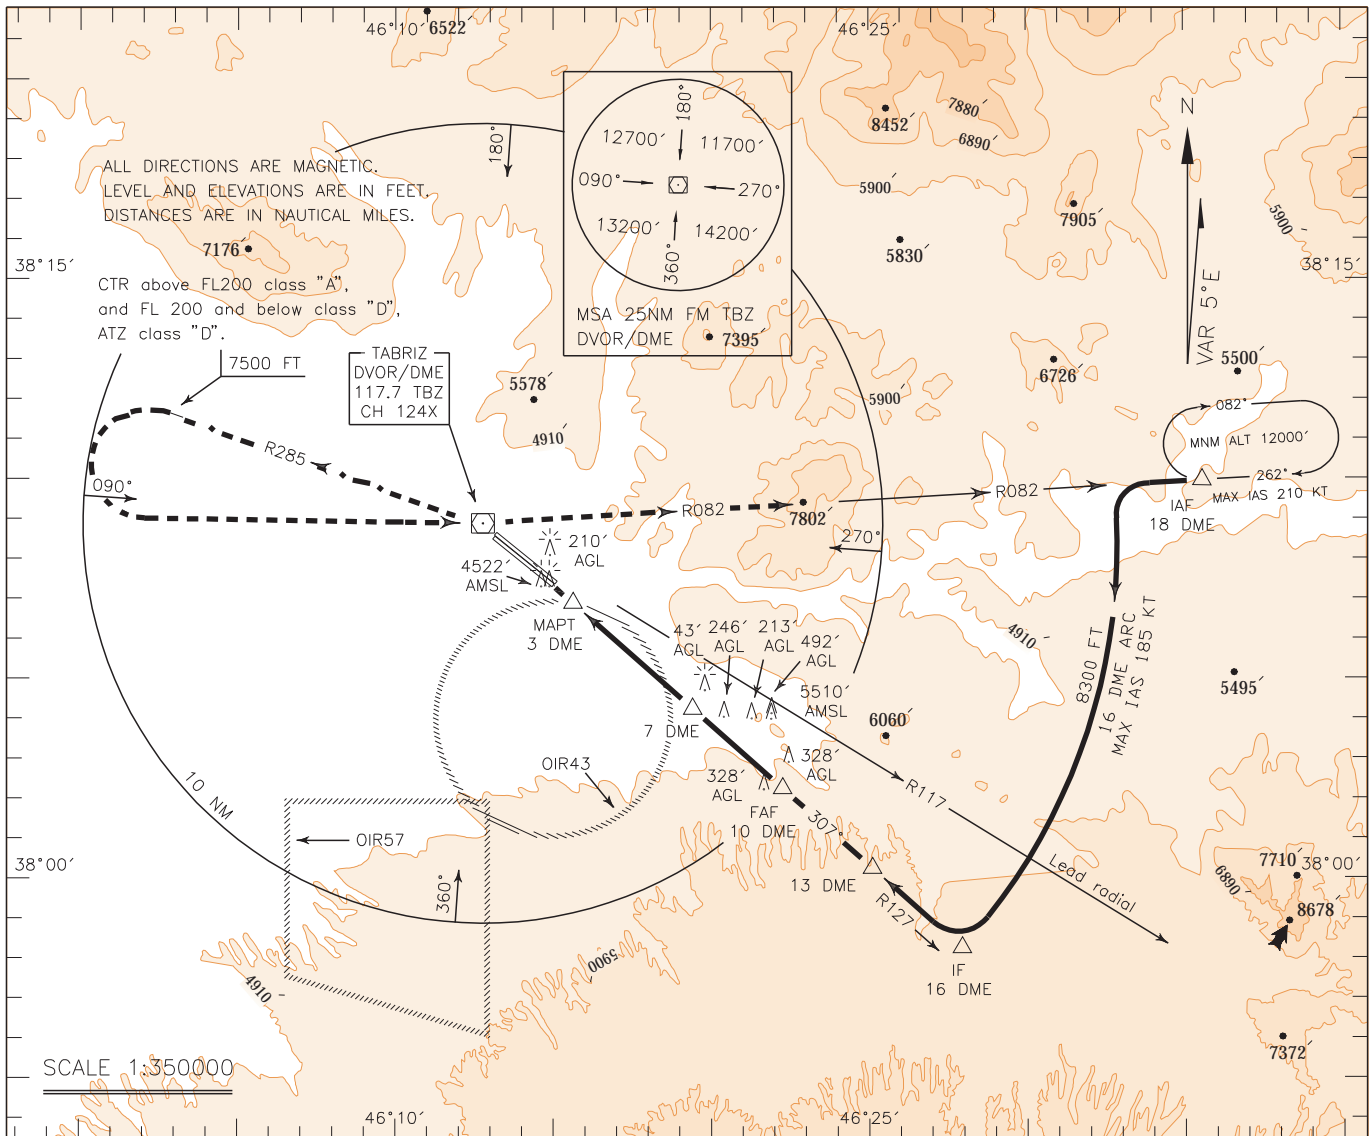 46°10′
6522′
46°25′
180°
12700′ 11700′
090° 270°
13200′ 14200′
360°
MSA 25NM FM TBZ
DVOR/DME
7395′
8452′
7880′
6890′
5900′
7905′
5830′
5900′
N
VAR 5°E
180°
ALL DIRECTIONS ARE MAGNETIC.
LEVEL AND ELEVATIONS ARE IN FEET.
DISTANCES ARE IN NAUTICAL MILES.
7176′
38°15′
38°15′
CTR above FL200 class "A",
and FL 200 and below class "D",
ATZ class "D".
7500 FT
TABRIZ
DVOR/DME
117.7 TBZ
CH 124X
5578′
4910′
5900′
6726′
5500′
082°
MNM ALT 12000′
262°
MAX IAS 210 KT
IAF
18 DME
R285
090°
R082
7802′
R082
270°
210′
AGL
4522′
AMSL
MAPT
3 DME
43′
AGL
246′
AGL
213′
AGL
492′
AGL
5510′
AMSL
4910′
8300 FT
16 DME ARC
MAX IAS 185 KT
5495′
6060′
7 DME
328′
AGL
328′
AGL
FAF
10 DME
OIR43
R117
10 NM
OIR57
307°
13 DME
R127
Lead radial
38°00′
38°00′
7710′
6890
8678′
360°
4910
5900
IF
16 DME
7372′
SCALE 1:350000
46°10′
46°25′